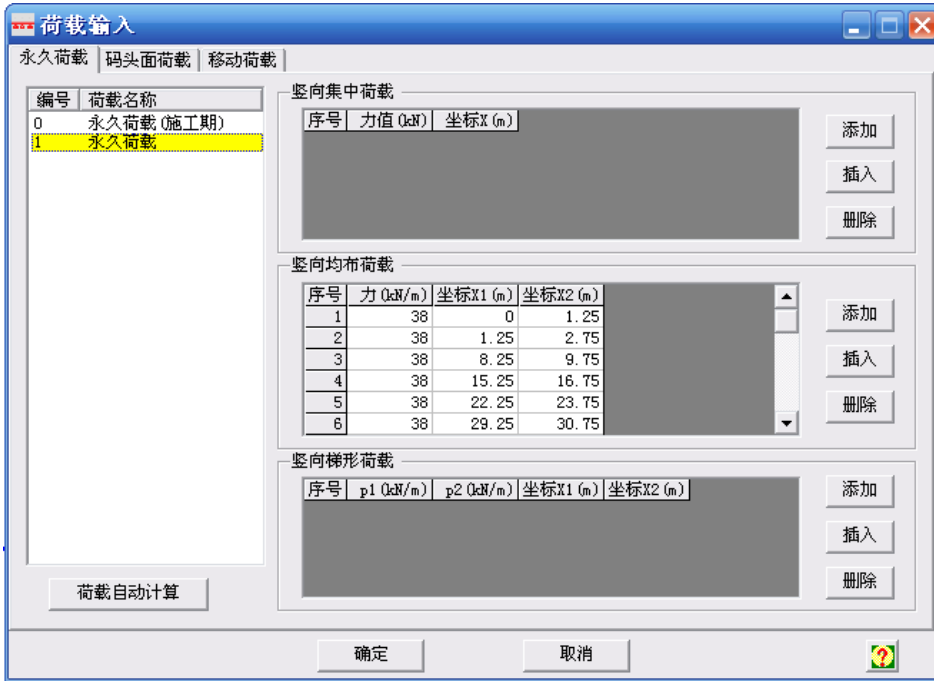 荷载输入
永久荷载 码头面荷载 移动荷载
编号 荷载名称
0 永久荷载(施工期)
1 永久荷载
荷载自动计算
竖向集中荷载
序号 力值(kN) 坐标X(m)
添加
插入
删除
竖向均布荷载
序号 力(kN/m) 坐标X1(m) 坐标X2(m)
1 38 0 1.25
2 38 1.25 2.75
3 38 8.25 9.75
4 38 15.25 16.75
5 38 22.25 23.75
6 38 29.25 30.75
添加
插入
删除
竖向梯形荷载
序号 p1(kN/m) p2(kN/m) 坐标X1(m) 坐标X2(m)
添加
插入
删除
确定 取消 ?